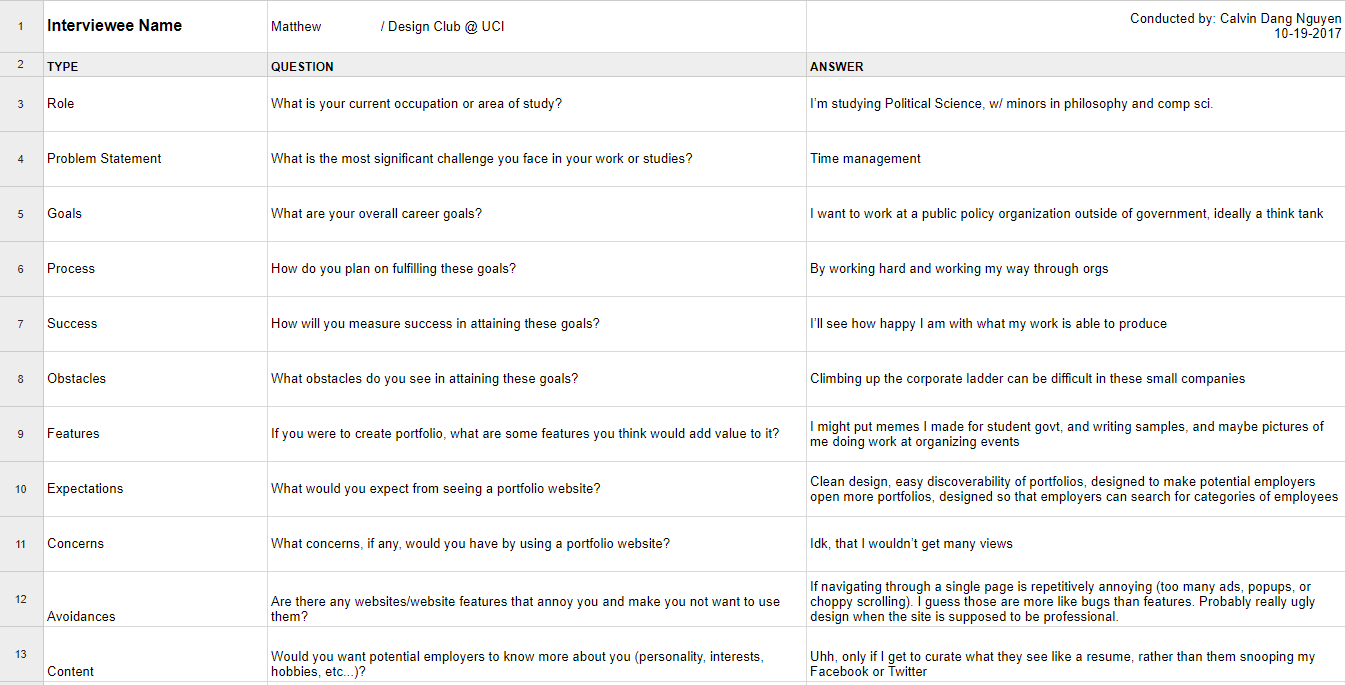 1 Interviewee Name Matthew / Design Club @ UCI Conducted by: Calvin Dang Nguyen
10-19-2017
2 TYPE QUESTION ANSWER
3 Role What is your current occupation or area of study? I'm studying Political Science, w/ minors in philosophy and comp sci.
4 Problem Statement What is the most significant challenge you face in your work or studies? Time management
5 Goals What are your overall career goals? I want to work at a public policy organization outside of government, ideally a think tank
6 Process How do you plan on fulfilling these goals? By working hard and working my way through orgs
7 Success How will you measure success in attaining these goals? I'll see how happy I am with what my work is able to produce
8 Obstacles What obstacles do you see in attaining these goals? Climbing up the corporate ladder can be difficult in these small companies
9 Features If you were to create portfolio, what are some features you think would add value to it? I might put memes I made for student govt, and writing samples, and maybe pictures of
me doing work at organizing events
10 Expectations What would you expect from seeing a portfolio website? Clean design, easy discoverability of portfolios, designed to make potential employers
open more portfolios, designed so that employers can search for categories of employees
11 Concerns What concerns, if any, would you have by using a portfolio website? Idk, that I wouldn't get many views
12 Avoidances Are there any websites/website features that annoy you and make you not want to use
them? If navigating through a single page is repetitively annoying (too many ads, popups, or
choppy scrolling). I guess those are more like bugs than features. Probably really ugly
design when the site is supposed to be professional.
13 Content Would you want potential employers to know more about you (personality, interests,
hobbies, etc...)? Uhh, only if I get to curate what they see like a resume, rather than them snooping my
Facebook or Twitter